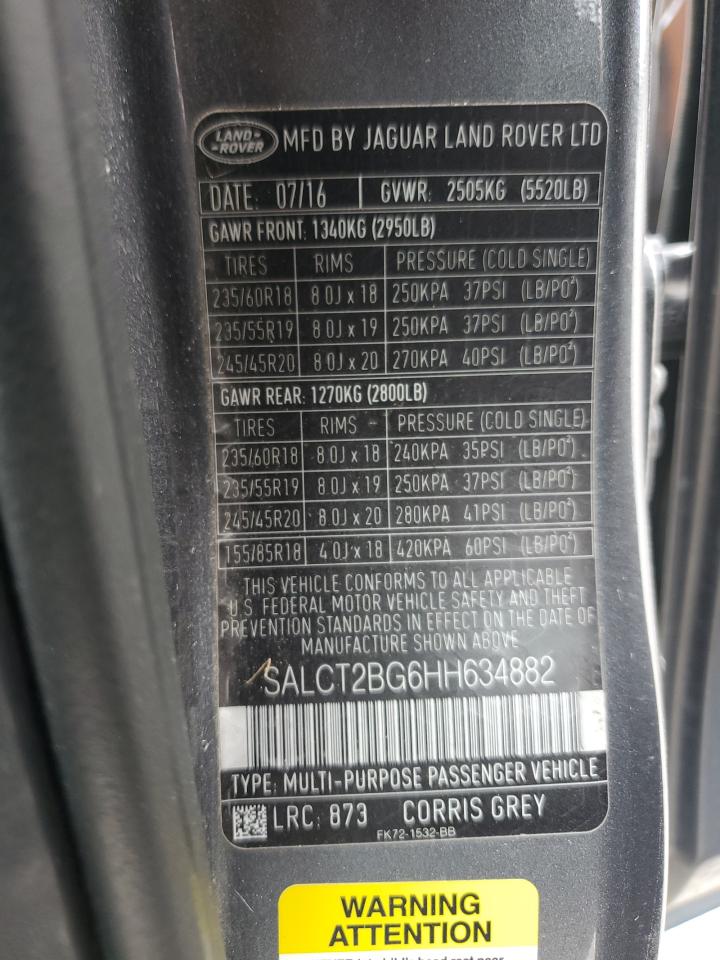 LAND-
-ROVER
MFD BY JAGUAR LAND ROVER LTD
DATE: 07/16 GVWR: 2505KG (5520LB)
GAWR FRONT: 1340KG (2950LB)
TIRES RIMS PRESSURE (COLD SINGLE)
235/60R18 8.0J x 18 250KPA 37PSI (LB/PO²)
235/55R19 8.0J x 19 250KPA 37PSI (LB/PO²)
245/45R20 8.0J x 20 270KPA 40PSI (LB/PO²)
GAWR REAR: 1270KG (2800LB)
TIRES RIMS PRESSURE (COLD SINGLE)
235/60R18 8.0J x 18 240KPA 35PSI (LB/PO²)
235/55R19 8.0J x 19 250KPA 37PSI (LB/PO²)
245/45R20 8.0J x 20 280KPA 41PSI (LB/PO²)
155/85R18 4.0J x 18 420KPA 60PSI (LB/PO²)
THIS VEHICLE CONFORMS TO ALL APPLICABLE
U.S. FEDERAL MOTOR VEHICLE SAFETY AND THEFT
PREVENTION STANDARDS IN EFFECT ON THE DATE OF
MANUFACTURE SHOWN ABOVE
SALCT2BG6HH634882
TYPE: MULTI-PURPOSE PASSENGER VEHICLE
LRC: 873 CORRIS GREY
FK72-1532-BB
WARNING
ATTENTION